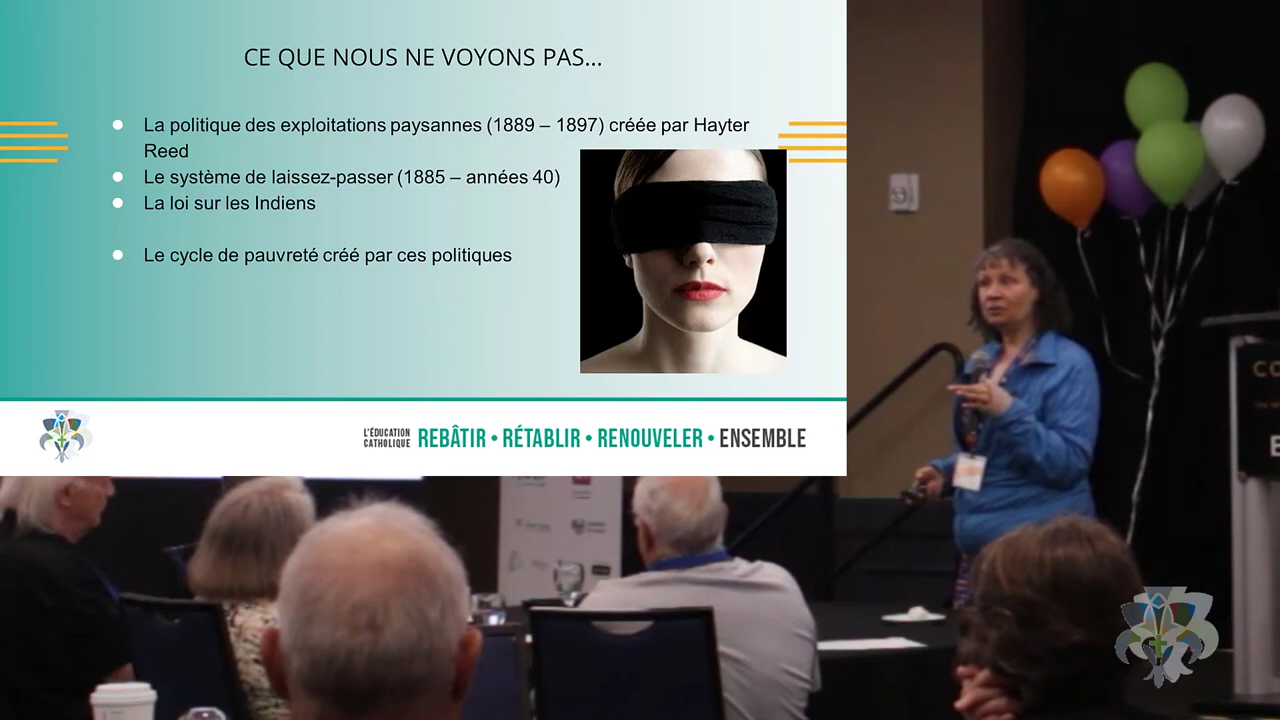 CE QUE NOUS NE VOYONS PAS...
La politique des exploitations paysannes (1889 – 1897) créée par Hayter
Reed
Le système de laissez-passer (1885 – années 40)
La loi sur les Indiens
Le cycle de pauvreté créé par ces politiques
L'ÉDUCATION
CATHOLIQUE
REBÂTIR • RÉTABLIR • RENOUVELER • ENSEMBLE